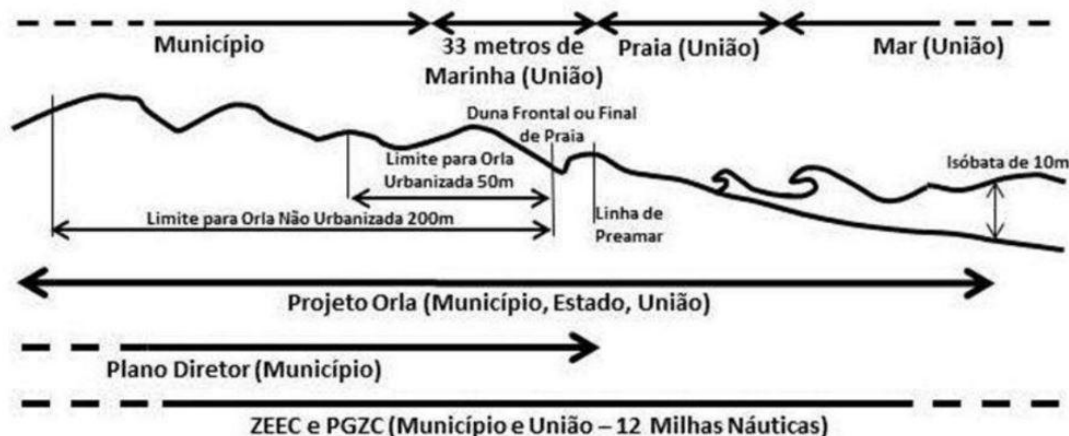 Município
33 metros de
Marinha (União)
Praia (União)
Mar (União)
Duna Frontal ou Final
de Praia
Limite para Orla
Urbanizada 50m
Isóbata de 10m
Limite para Orla Não Urbanizada 200m
Linha de
Preamar
Projeto Orla (Município, Estado, União)
Plano Diretor (Município)
ZEEC e PGZC (Município e União – 12 Milhas Náuticas)